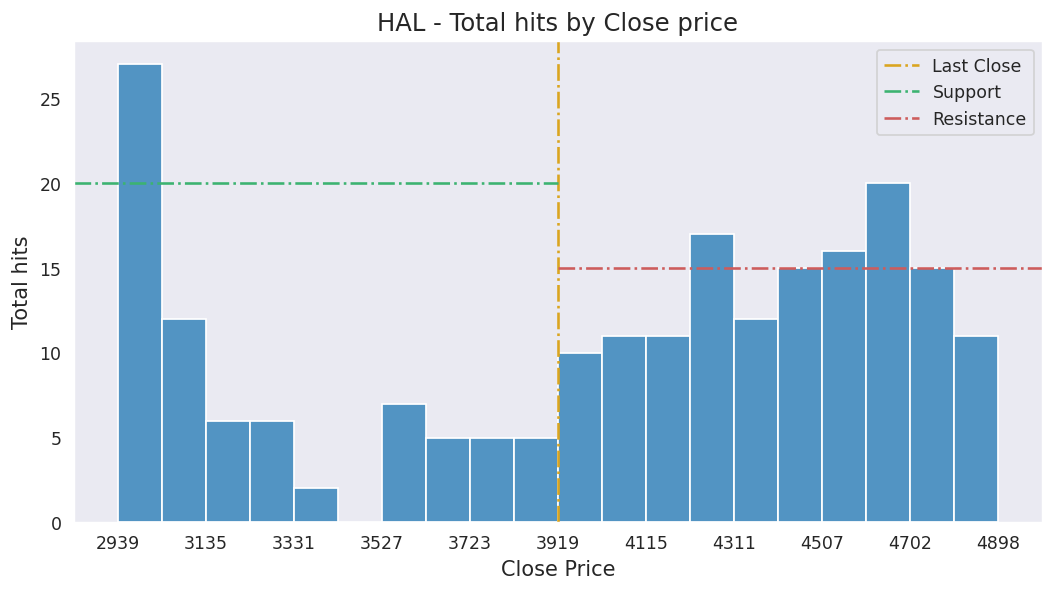 HAL - Total hits by Close price
Last Close
Support
Resistance
Total hits
25
20
15
10
5
0
2939 3135 3331 3527 3723 3919 4115 4311 4507 4702 4898
Close Price